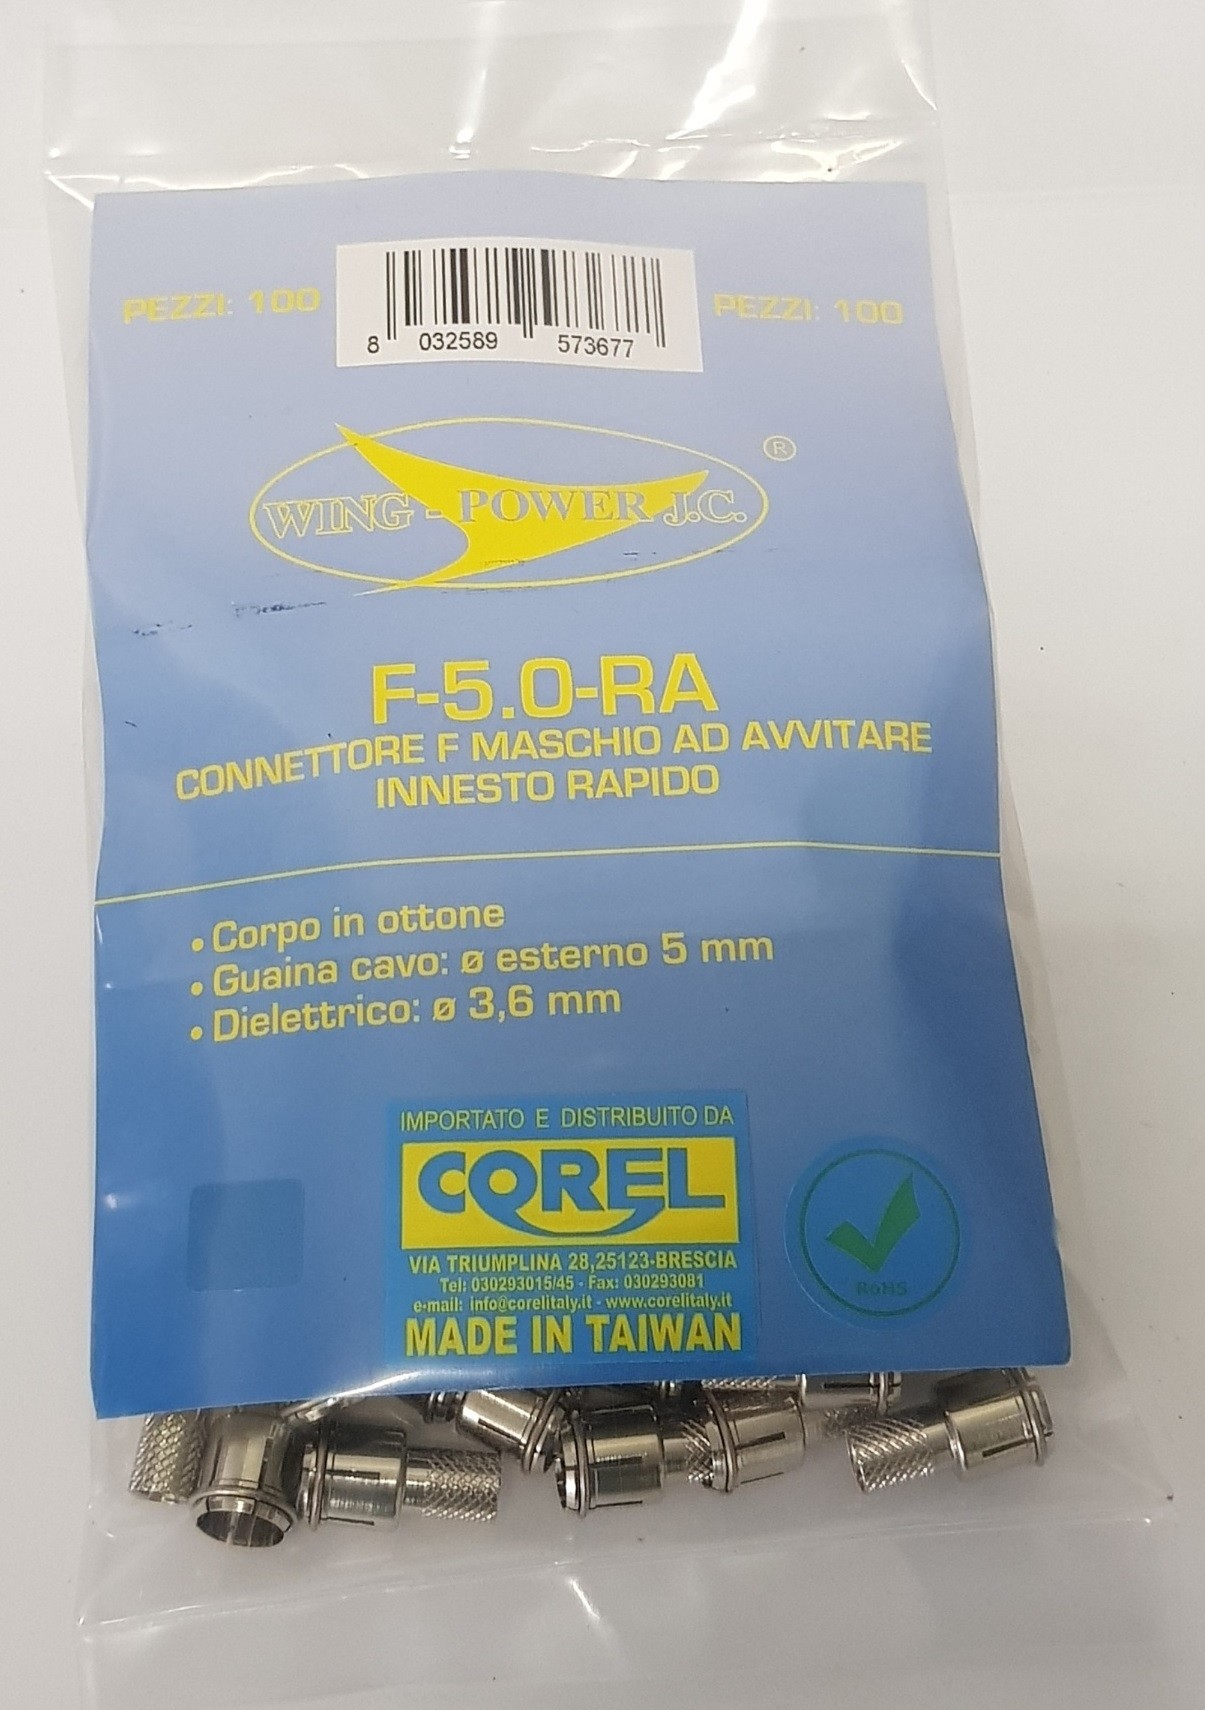 PEZZI: 100
8 032589 573677
PEZZI: 100
WING - POWER J.C. ®
F-5.0-RA
CONNETTORE F MASCHIO AD AVVITARE
INNESTO RAPIDO
• Corpo in ottone
• Guaina cavo: ø esterno 5 mm
• Dielettrico: ø 3,6 mm
IMPORTATO E DISTRIBUITO DA
COREL
VIA TRIUMPLINA 28,25123-BRESCIA
Tel: 030293015/45 - Fax: 030293081
e-mail: info@corelitaly.it - www.corelitaly.it
MADE IN TAIWAN
RoHS